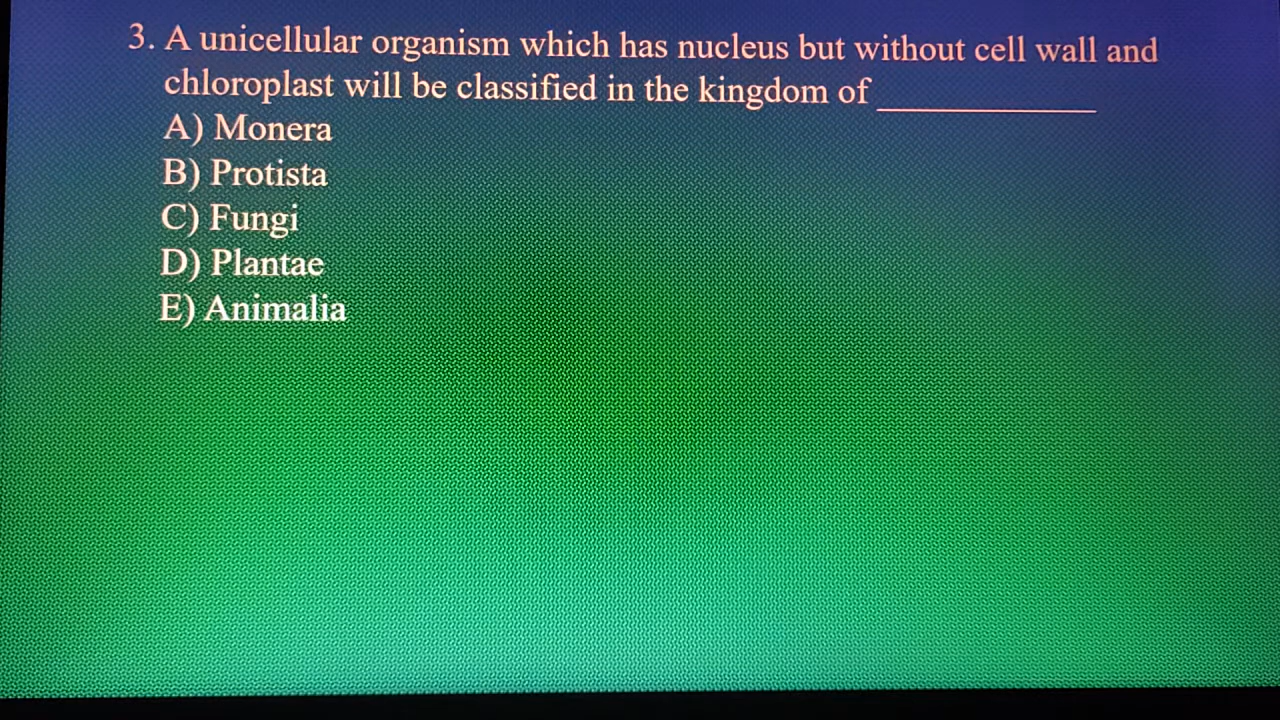 3. A unicellular organism which has nucleus but without cell wall and
chloroplast will be classified in the kingdom of ____________
A) Monera
B) Protista
C) Fungi
D) Plantae
E) Animalia